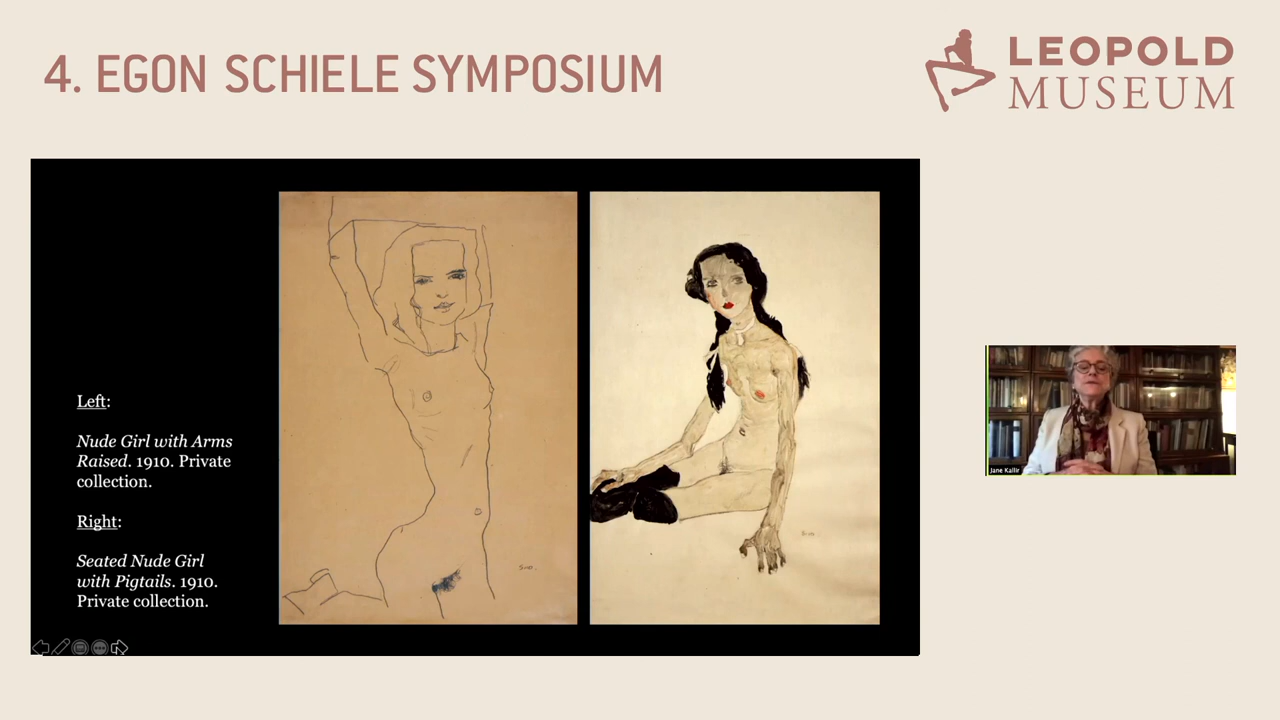 4. EGON SCHIELE SYMPOSIUM
LEOPOLD
MUSEUM
Left:
Nude Girl with Arms
Raised. 1910. Private
collection.
Right:
Seated Nude Girl
with Pigtails. 1910.
Private collection.
Jane Kallir